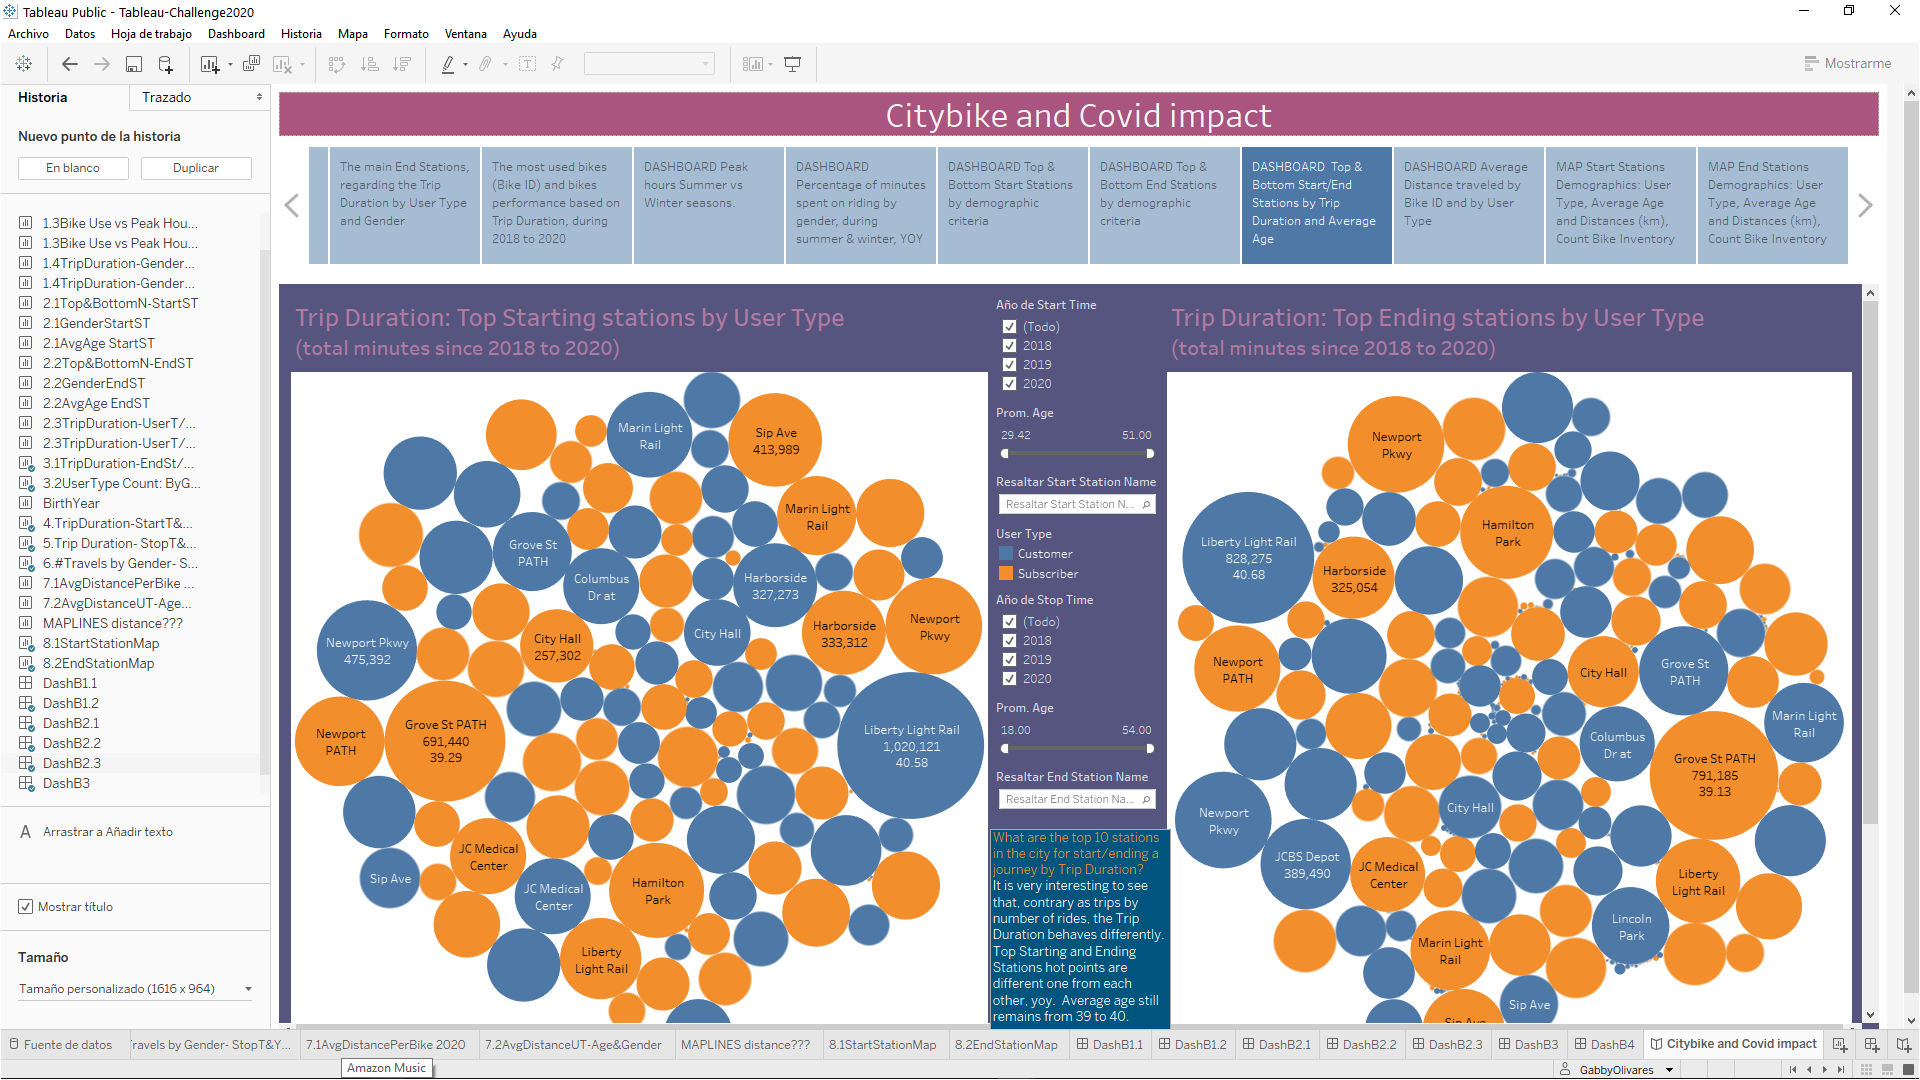 Tableau Public - Tableau-Challenge2020
Archivo Datos Hoja de trabajo Dashboard Historia Mapa Formato Ventana Ayuda
Mostrarme
Historia
Trazado
Nuevo punto de la historia
En blanco
Duplicar
1.3Bike Use vs Peak Hou...
1.3Bike Use vs Peak Hou...
1.4TripDuration-Gender...
1.4TripDuration-Gender...
2.1Top&BottomN-StartST
2.1GenderStartST
2.1AvgAge StartST
2.2Top&BottomN-EndST
2.2GenderEndST
2.2AvgAge EndST
2.3TripDuration-UserT/...
2.3TripDuration-UserT/...
3.1TripDuration-EndSt/...
3.2UserType Count: ByG...
BirthYear
4.TripDuration-StartT&...
5.Trip Duration- StopT&...
6.#Travels by Gender- S...
7.1AvgDistancePerBike ...
7.2AvgDistanceUT-Age...
MAPLINES distance???
8.1StartStationMap
8.2EndStationMap
DashB1.1
DashB1.2
DashB2.1
DashB2.2
DashB2.3
DashB3
A Arrastrar a Añadir texto
Mostrar título
Tamaño
Tamaño personalizado (1616 x 964)
Citybike and Covid impact
The main End Stations,
regarding the Trip
Duration by User Type
and Gender
The most used bikes
(Bike ID) and bikes
performance based on
Trip Duration, during
2018 to 2020
DASHBOARD Peak
hours Summer vs
Winter seasons.
DASHBOARD
Percentage of minutes
spent on riding by
gender, during
summer & winter, YOY
DASHBOARD Top &
Bottom Start Stations
by demographic
criteria
DASHBOARD Top &
Bottom End Stations
by demographic
criteria
DASHBOARD Top &
Bottom Start/End
Stations by Trip
Duration and Average
Age
DASHBOARD Average
Distance traveled by
Bike ID and by User
Type
MAP Start Stations
Demographics: User
Type, Average Age
and Distances (km),
Count Bike Inventory
MAP End Stations
Demographics: User
Type, Average Age
and Distances (km),
Count Bike Inventory
Trip Duration: Top Starting stations by User Type
(total minutes since 2018 to 2020)
Marin Light
Rail
Sip Ave
413,989
Marin Light
Rail
Grove St
PATH
Columbus
Dr at
Harborside
327,273
Newport Pkwy
475,392
City Hall
257,302
City Hall
Harborside
333,312
Newport
Pkwy
Newport
PATH
Grove St PATH
691,440
39.29
Liberty Light Rail
1,020,121
40.58
JC Medical
Center
Sip Ave
JC Medical
Center
Hamilton
Park
Liberty
Light Rail
Año de Start Time
(Todo)
2018
2019
2020
Prom. Age
29.42 51.00
Resaltar Start Station Name
Resaltar Start Station N...
User Type
Customer
Subscriber
Año de Stop Time
(Todo)
2018
2019
2020
Prom. Age
18.00 54.00
Resaltar End Station Name
Resaltar End Station Na...
What are the top 10 stations
in the city for start/ending a
journey by Trip Duration?
It is very interesting to see
that, contrary as trips by
number of rides, the Trip
Duration behaves differently.
Top Starting and Ending
Stations hot points are
different one from each
other, yoy. Average age still
remains from 39 to 40.
Trip Duration: Top Ending stations by User Type
(total minutes since 2018 to 2020)
Newport
Pkwy
Hamilton
Park
Liberty Light Rail
828,275
40.68
Harborside
325,054
Newport
PATH
City Hall
Grove St
PATH
Marin Light
Rail
Columbus
Dr at
Grove St PATH
791,185
39.13
Newport
Pkwy
City Hall
JCBS Depot
389,490
JC Medical
Center
Liberty
Light Rail
Lincoln
Park
Marin Light
Rail
Sip Ave
Sip Ave
Fuente de datos
Travels by Gender- StopT&Y...
7.1AvgDistancePerBike 2020
7.2AvgDistanceUT-Age&Gender
MAPLINES distance???
8.1StartStationMap
8.2EndStationMap
DashB1.1
DashB1.2
DashB2.1
DashB2.2
DashB2.3
DashB3
DashB4
Citybike and Covid impact
Amazon Music
GabbyOlivares